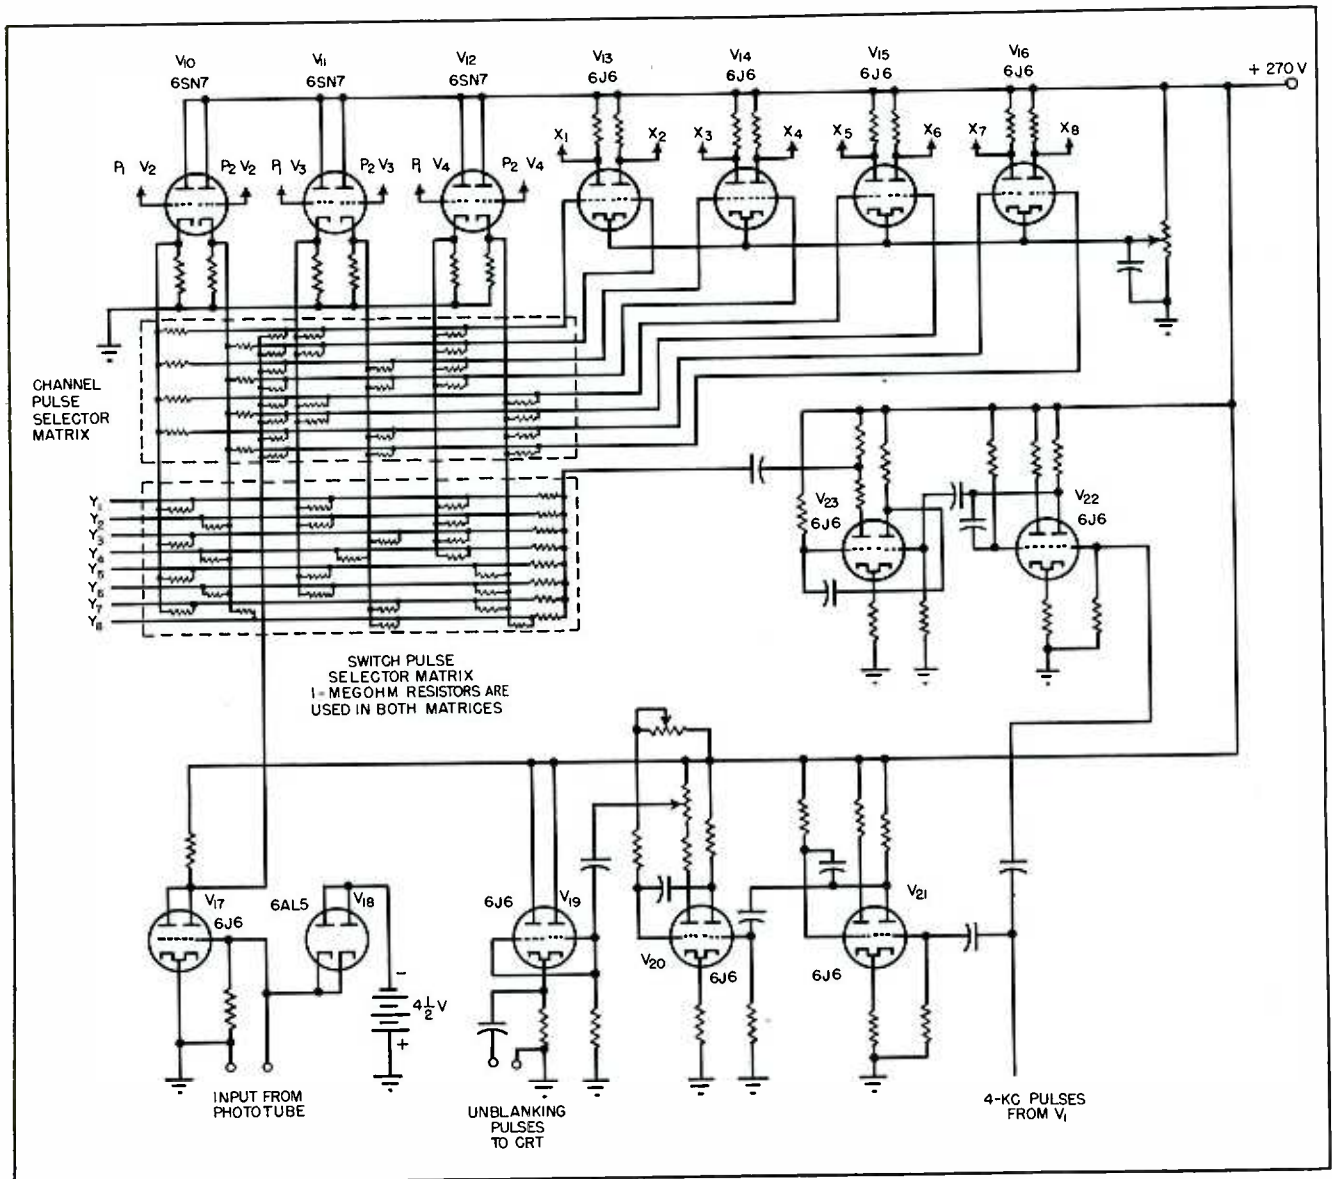 V10
6SN7
V11
6SN7
V12
6SN7
V13
6J6
V14
6J6
V15
6J6
V16
6J6
+ 270 V
X1
X2
X3
X4
X5
X6
X7
X8
P1 V2
P2 V2
P1 V3
P2 V3
P1 V4
P2 V4
CHANNEL
PULSE
SELECTOR
MATRIX
Y1
Y2
Y3
Y4
Y5
Y6
Y7
Y8
V23
6J6
V22
6J6
SWITCH PULSE
SELECTOR MATRIX
1-MEGOHM RESISTORS ARE
USED IN BOTH MATRICES
V17
6J6
6AL5
V18
6J6
V19
V20
6J6
V21
6J6
-
4 1/2 V
+
INPUT FROM
PHOTOTUBE
UNBLANKING
PULSES
TO CRT
4-KC PULSES
FROM V1